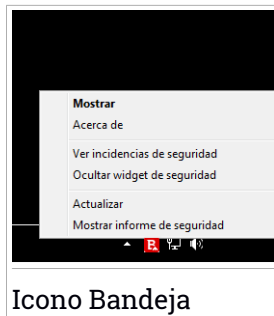 Mostrar
Acerca de
Ver incidencias de seguridad
Ocultar widget de seguridad
Actualizar
Mostrar informe de seguridad
B
Icono Bandeja